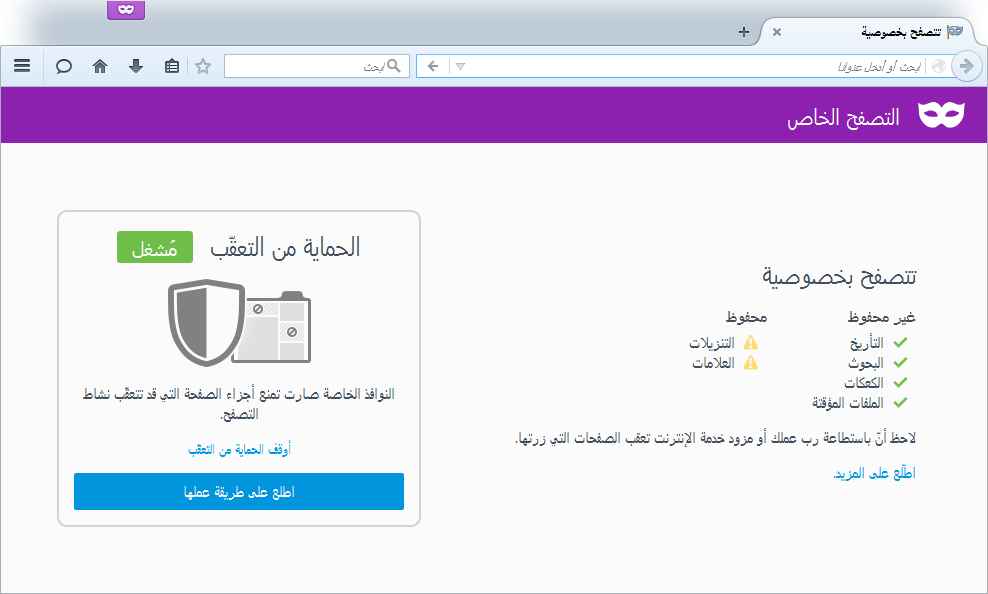 تتصفح بخصوصية
ابحث أو أدخل عنوانا
ابحث
التصفح الخاص
تتصفح بخصوصية
غير محفوظ
التأريخ
البحوث
الكعكات
الملفات المؤقتة
محفوظ
التنزيلات
العلامات
لاحظ أنّ باستطاعة رب عملك أو مزود خدمة الإنترنت تعقب الصفحات التي زرتها.
اطّلع على المزيد.
الحماية من التعقّب
مُشغل
النوافذ الخاصة صارت تمنع أجزاء الصفحة التي قد تتعقّب نشاط
التصفح.
أوقف الحماية من التعقب
اطلع على طريقة عملها